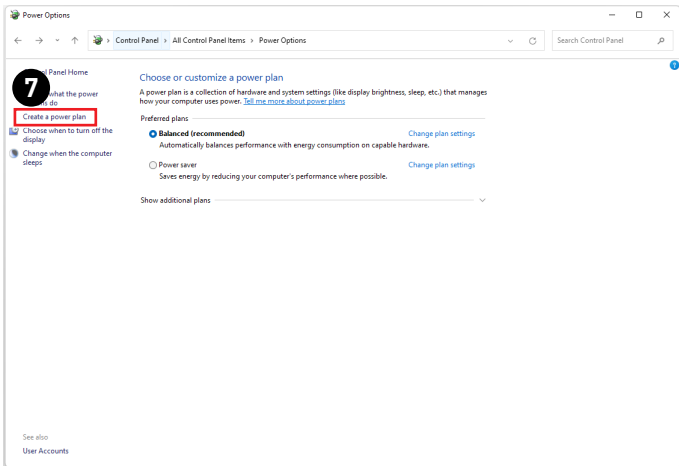 Power Options
Control Panel > All Control Panel Items > Power Options
Search Control Panel
Panel Home
7
what the power
do
Create a power plan
Choose when to turn off the
display
Change when the computer
sleeps
Choose or customize a power plan
A power plan is a collection of hardware and system settings (like display brightness, sleep, etc.) that manages
how your computer uses power. Tell me more about power plans
Preferred plans
Balanced (recommended)
Change plan settings
Automatically balances performance with energy consumption on capable hardware.
Power saver
Change plan settings
Saves energy by reducing your computer's performance where possible.
Show additional plans
See also
User Accounts